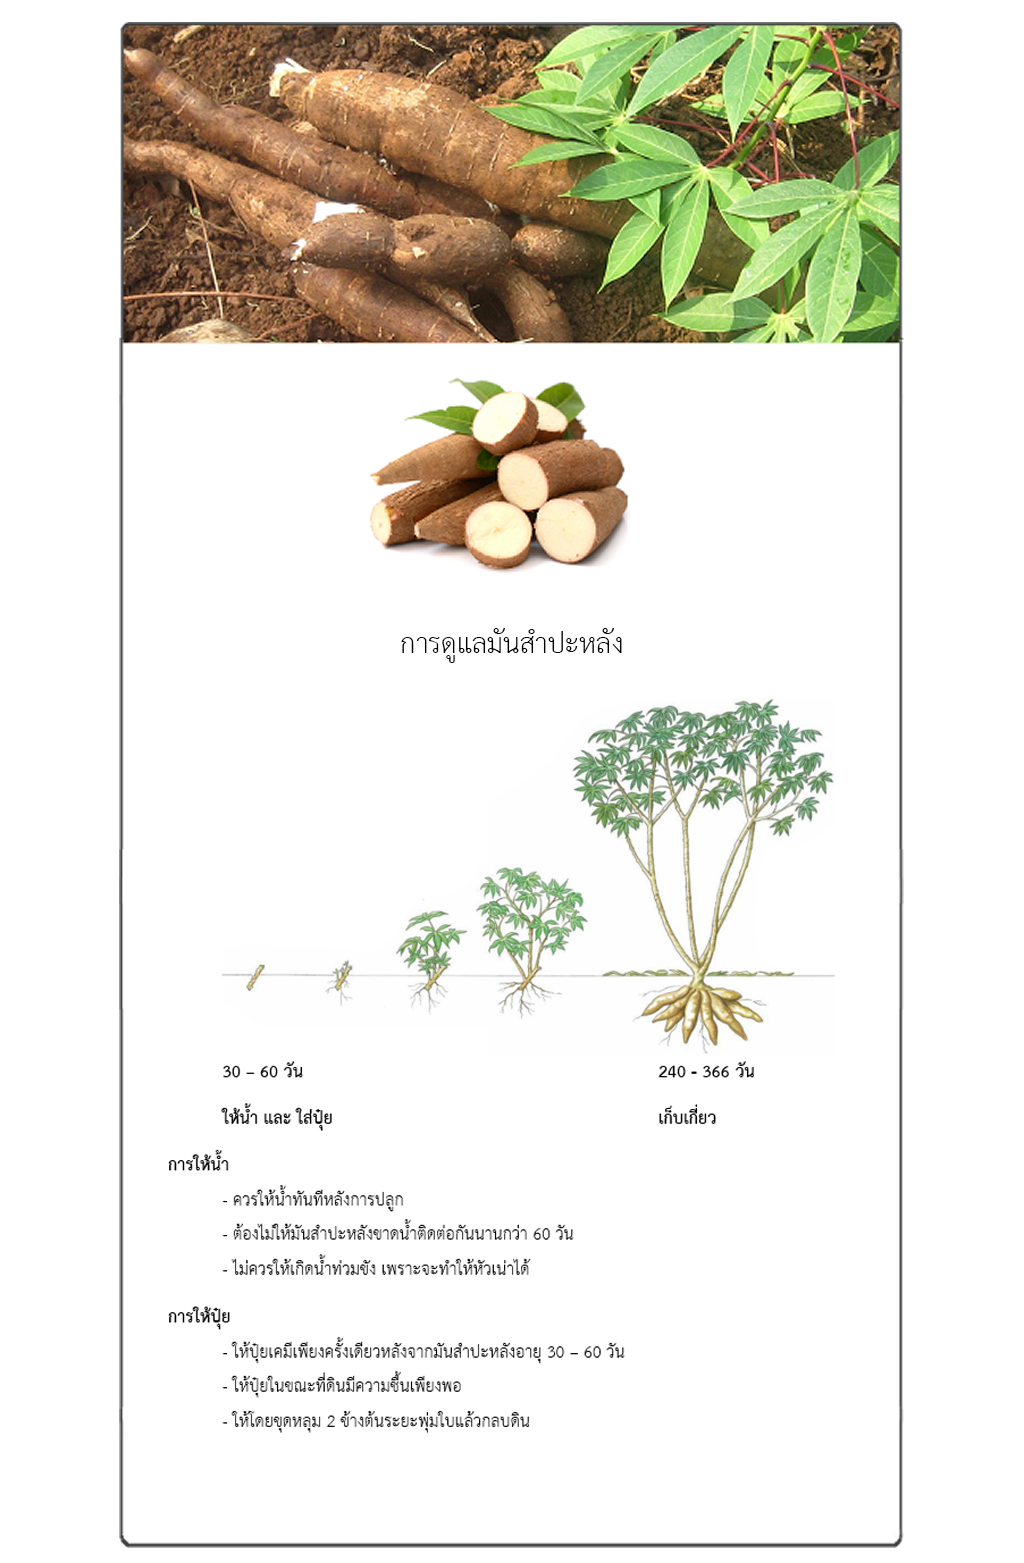 การดูแลมันสำปะหลัง
30 – 60 วัน
240 - 366 วัน
ให้น้ำ และ ใส่ปุ๋ย
เก็บเกี่ยว
การให้น้ำ
- ควรให้น้ำทันทีหลังการปลูก
- ต้องไม่ให้มันสำปะหลังขาดน้ำติดต่อกันนานกว่า 60 วัน
- ไม่ควรให้เกิดน้ำท่วมขัง เพราะจะทำให้หัวเน่าได้
การให้ปุ๋ย
- ให้ปุ๋ยเคมีเพียงครั้งเดียวหลังจากมันสำปะหลังอายุ 30 – 60 วัน
- ให้ปุ๋ยในขณะที่ดินมีความชื้นเพียงพอ
- ให้โดยขุดหลุม 2 ข้างต้นระยะพุ่มใบแล้วกลบดิน